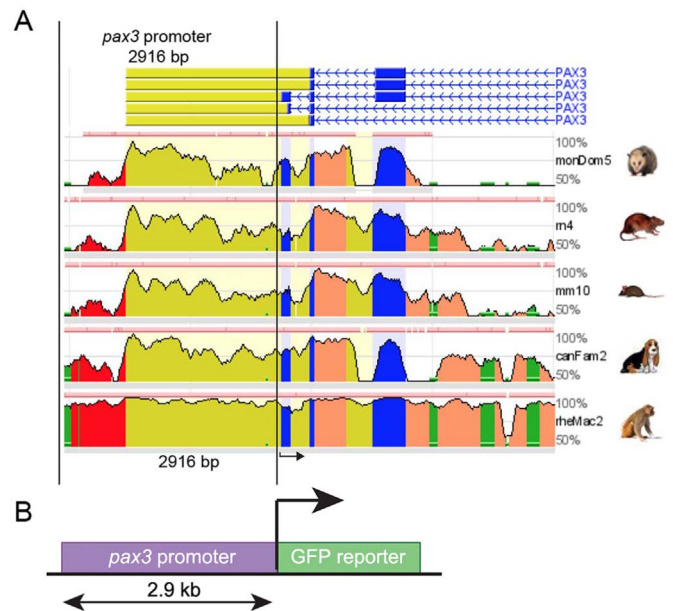 A
pax3 promoter
2916 bp
PAX3
PAX3
PAX3
PAX3
PAX3
100%
monDom5
50%
100%
rn4
50%
100%
mm10
50%
100%
canFam2
50%
100%
rheMac2
50%
2916 bp
B
pax3 promoter
GFP reporter
2.9 kb